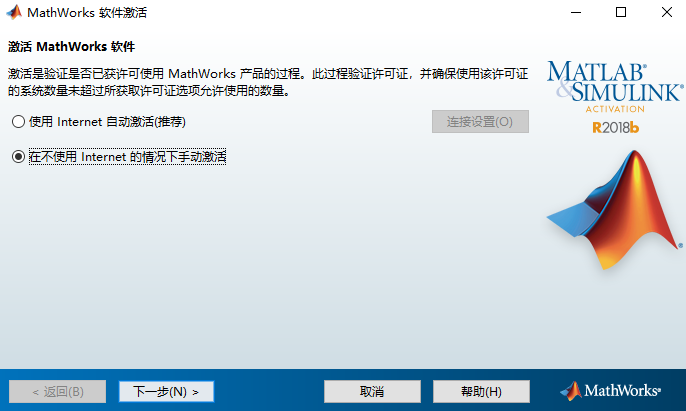 MathWorks 软件激活
激活 MathWorks 软件
激活是验证是否已获许可使用 MathWorks 产品的过程。此过程验证许可证，并确保使用该许可证
的系统数量未超过所获取许可证选项允许使用的数量。
使用 Internet 自动激活(推荐)
连接设置(O)
在不使用 Internet 的情况下手动激活
MATLAB®
&SIMULINK®
ACTIVATION
R2018b
®
< 返回(B)
下一步(N) >
取消
帮助(H)
MathWorks®